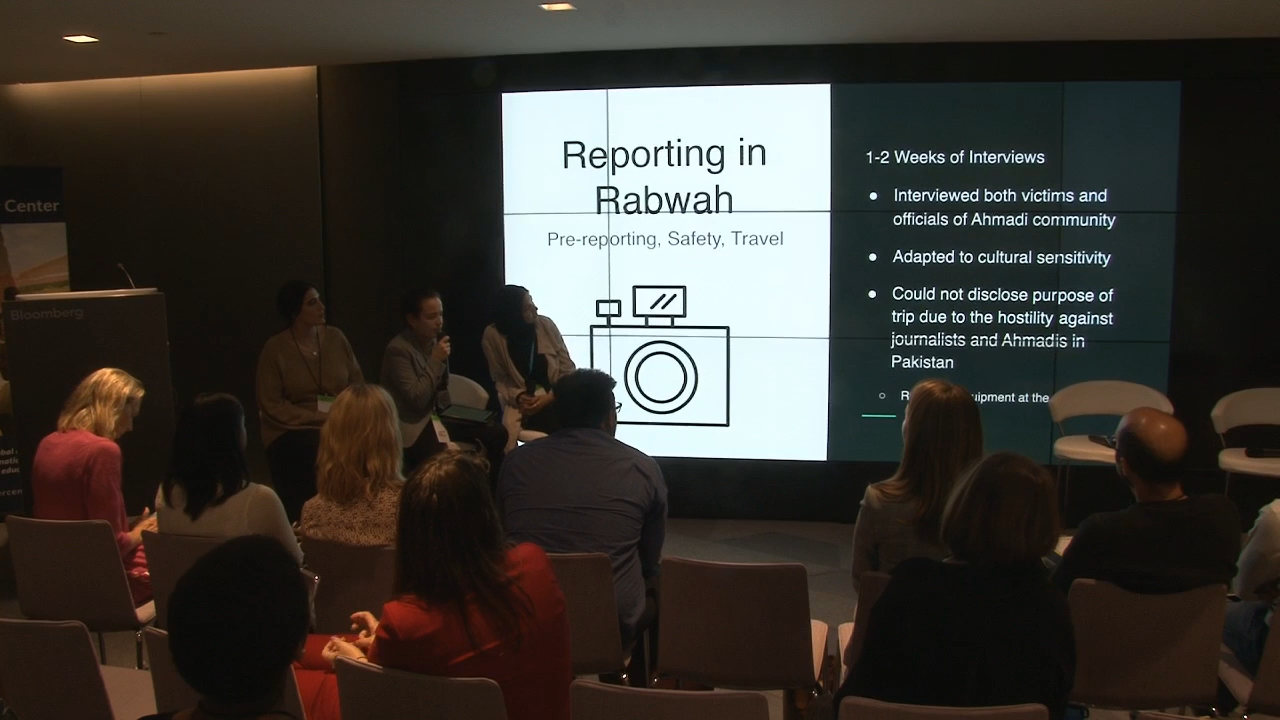 Reporting in
Rabwah
Pre-reporting, Safety, Travel
1-2 Weeks of Interviews
● Interviewed both victims and
officials of Ahmadi community
● Adapted to cultural sensitivity
● Could not disclose purpose of
trip due to the hostility against
journalists and Ahmadis in
Pakistan
○ at the
Center
Bloomberg